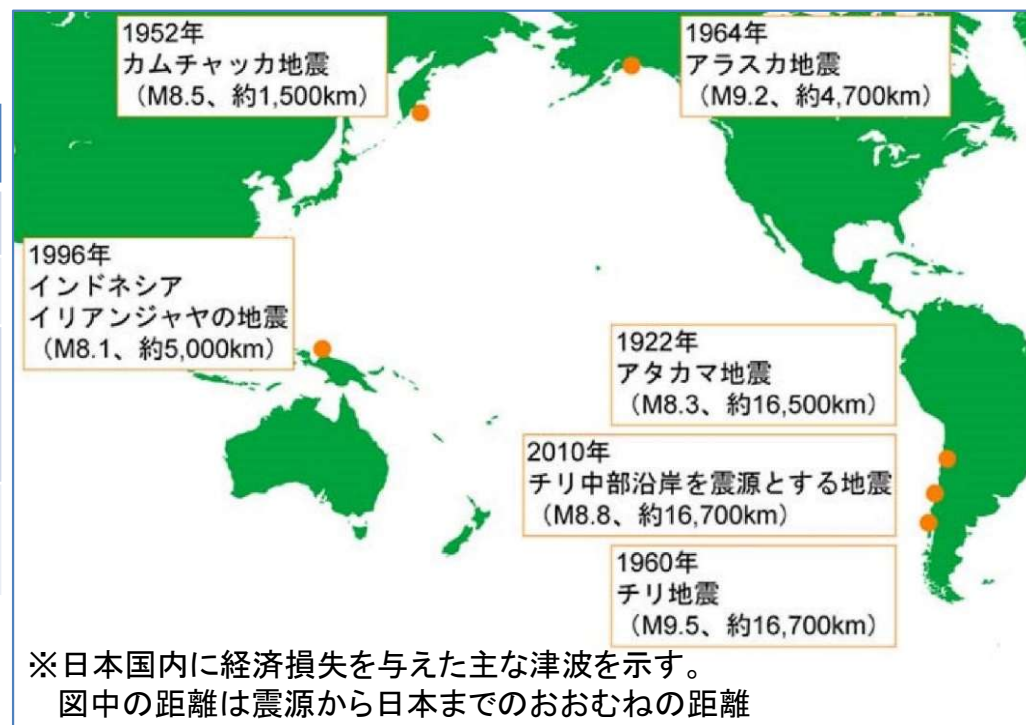 1952年
カムチャッカ地震
（M8.5、約1,500km）
1964年
アラスカ地震
（M9.2、約4,700km）
1996年
インドネシア
イリアンジャヤの地震
（M8.1、約5,000km）
1922年
アタカマ地震
（M8.3、約16,500km）
2010年
チリ中部沿岸を震源とする地震
（M8.8、約16,700km）
1960年
チリ地震
（M9.5、約16,700km）
※日本国内に経済損失を与えた主な津波を示す。
図中の距離は震源から日本までのおおむねの距離